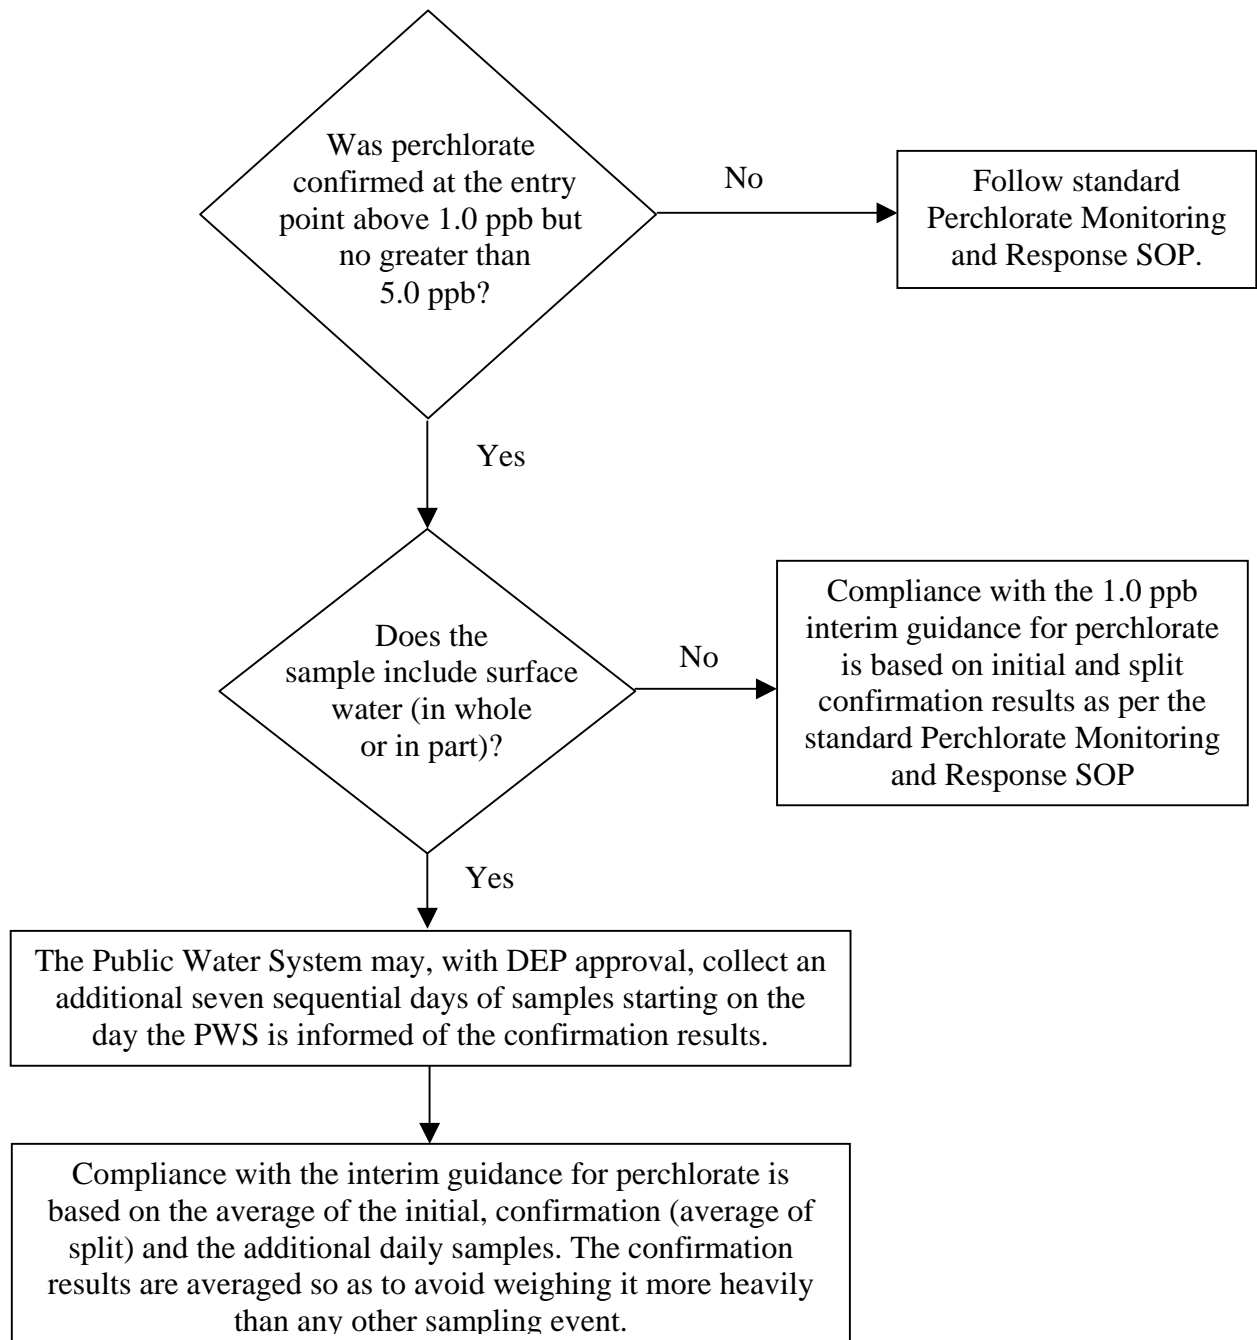 Was perchlorate
confirmed at the entry
point above 1.0 ppb but
no greater than
5.0 ppb?
No
Follow standard
Perchlorate Monitoring
and Response SOP.
Yes
Does the
sample include surface
water (in whole
or in part)?
No
Compliance with the 1.0 ppb
interim guidance for perchlorate
is based on initial and split
confirmation results as per the
standard Perchlorate Monitoring
and Response SOP
Yes
The Public Water System may, with DEP approval, collect an
additional seven sequential days of samples starting on the
day the PWS is informed of the confirmation results.
Compliance with the interim guidance for perchlorate is
based on the average of the initial, confirmation (average of
split) and the additional daily samples. The confirmation
results are averaged so as to avoid weighing it more heavily
than any other sampling event.